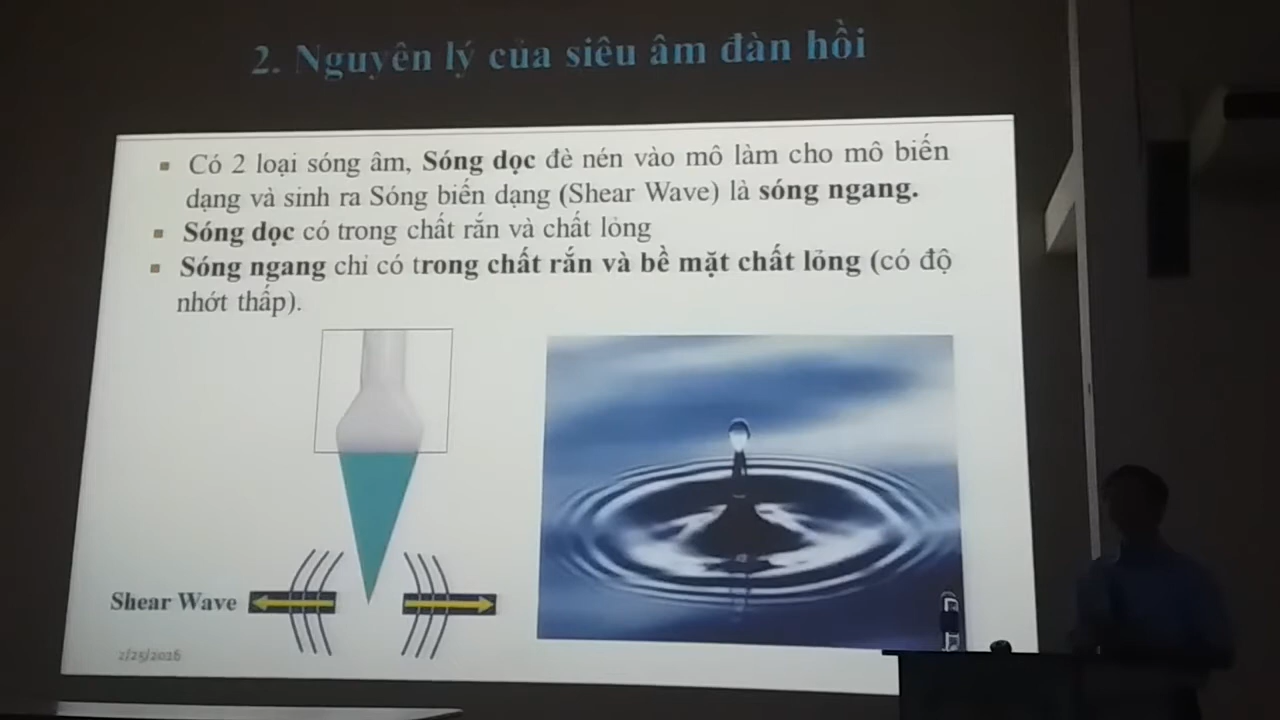 2. Nguyên lý của siêu âm đàn hồi
Có 2 loại sóng âm, Sóng dọc đè nén vào mô làm cho mô biến
dạng và sinh ra Sóng biến dạng (Shear Wave) là sóng ngang.
Sóng dọc có trong chất rắn và chất lỏng
Sóng ngang chỉ có trong chất rắn và bề mặt chất lỏng (có độ
nhớt thấp).
Shear Wave
2/25/2016